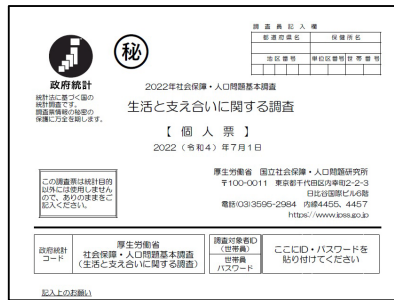 調査員記入欄
都道府県名 保健所名
地区番号 単位区番号 世帯番号
秘
政府統計
統計法に基づく国の
統計調査です。
調査票情報の秘密の
保護に万全を期します。
2022年社会保障・人口問題基本調査
生活と支え合いに関する調査
【個人票】
2022（令和4）年7月1日
この調査票は統計目的
以外には使用しません
ので、ありのままをご
記入ください。
厚生労働省 国立社会保障・人口問題研究所
〒100-0011 東京都千代田区内幸町2-2-3
日比谷国際ビル6階
電話(03)3595-2984 内線4455、4457
https://www.ipss.go.jp
政府統計
コード
厚生労働省
社会保障・人口問題基本調査
(生活と支え合いに関する調査)
調査対象者ID
(世帯員)
世帯員
パスワード
ここにID・パスワードを
貼り付けてください
記入上のお願い